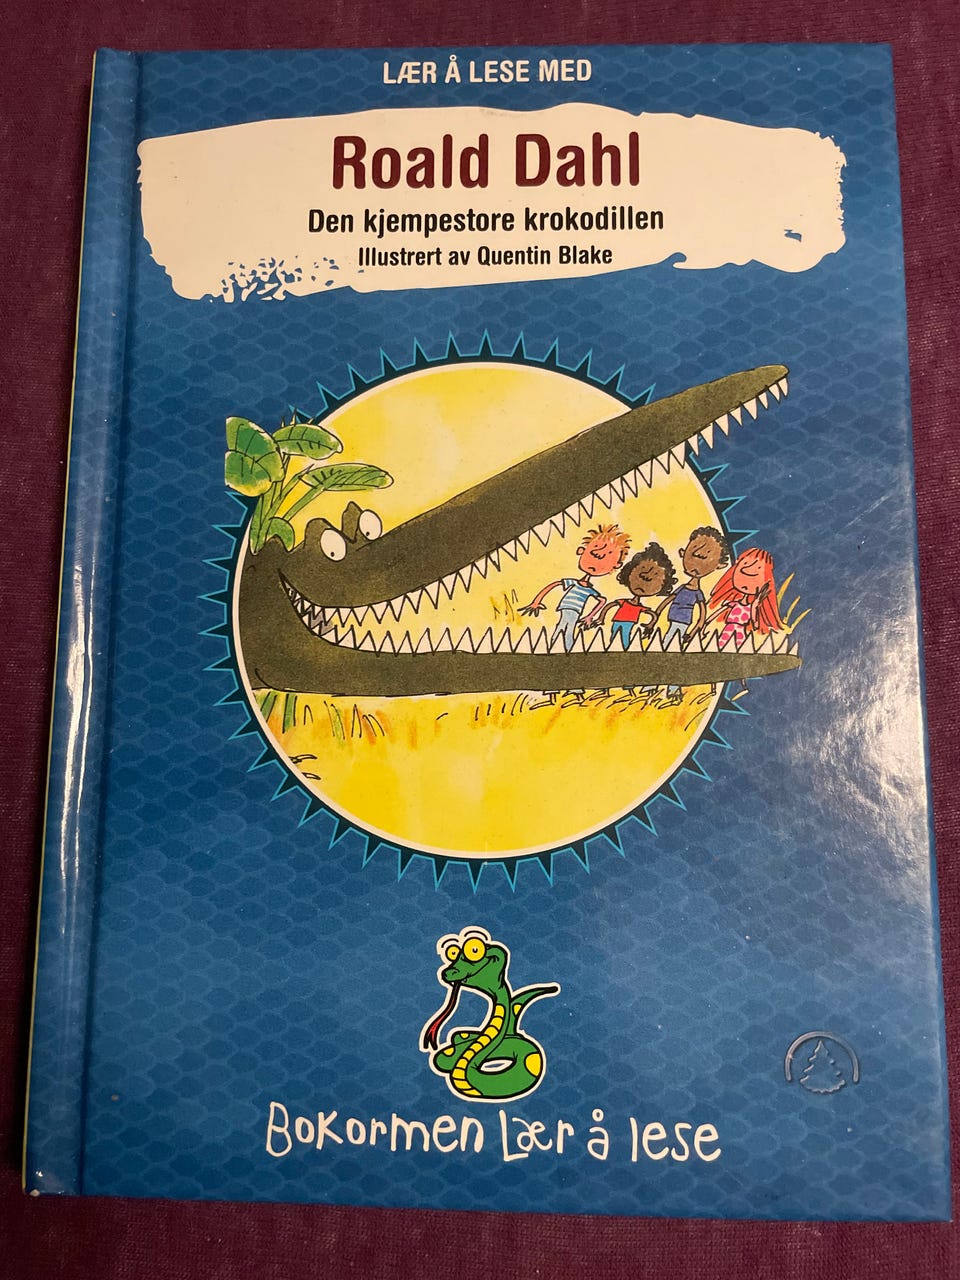 LÆR Å LESE MED
Roald Dahl
Den kjempestore krokodillen
Illustrert av Quentin Blake
Bokormen Lær å lese